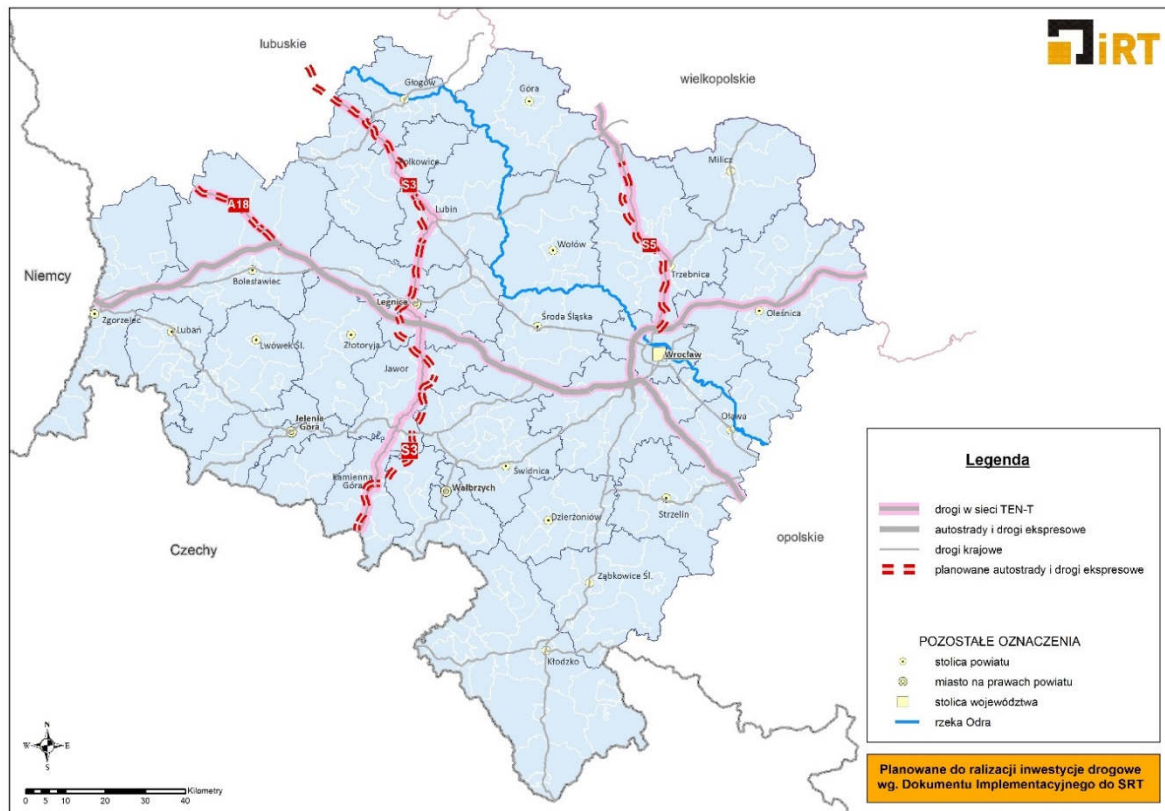 lubuskie
iRT
wielkopolskie
Głogów
Góra
Milicz
Polkowice
S3
A18
Lubin
Wołów
S5
Trzebnica
Niemcy
Bolesławiec
Legnica
Oleśnica
Zgorzelec
Lubań
Środa Śląska
Lwówek Śl.
Złotoryja
Wrocław
Jawor
Oława
Jelenia
Góra
S3
Kamienna
Góra
Świdnica
Wałbrzych
Strzelin
Dzierżoniów
Czechy
opolskie
Ząbkowice Śl.
Kłodzko
Legenda
drogi w sieci TEN-T
autostrady i drogi ekspresowe
drogi krajowe
planowane autostrady i drogi ekspresowe
POZOSTAŁE OZNACZENIA
stolica powiatu
miasto na prawach powiatu
stolica województwa
rzeka Odra
Planowane do ralizacji inwestycje drogowe
wg. Dokumentu Implementacyjnego do SRT
N
W E
S
0 5 10 20 30 40 Kilometry